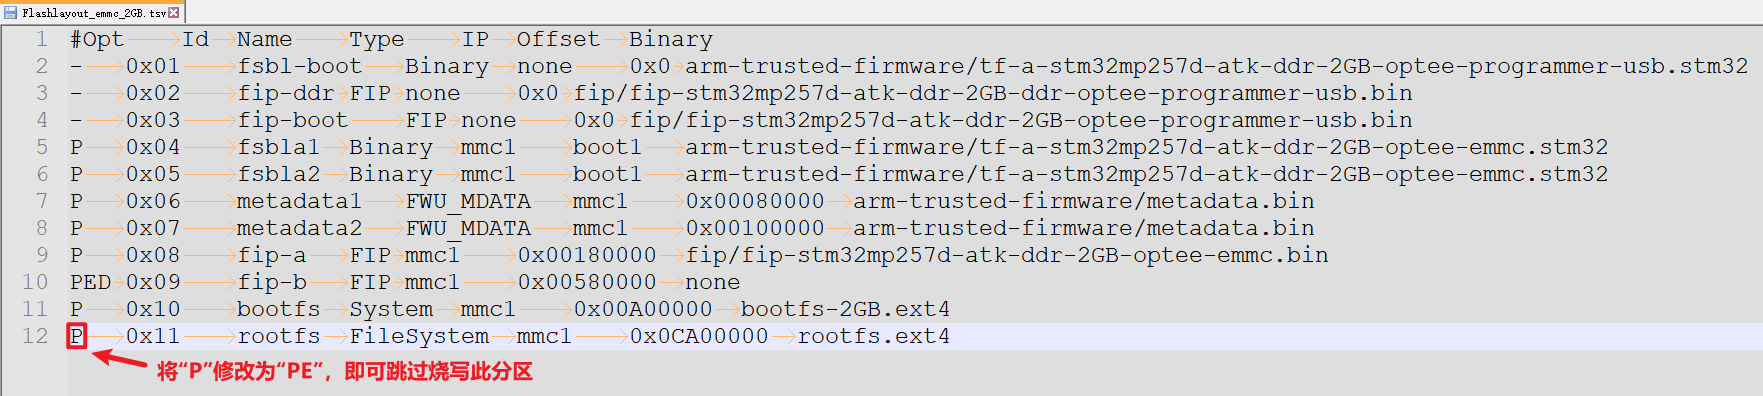 Flashlayout_emmc_2GB.tsv
1 #Opt Id Name Type IP Offset Binary
2 - 0x01 fsbl-boot Binary none 0x0 arm-trusted-firmware/tf-a-stm32mp257d-atk-ddr-2GB-optee-programmer-usb.stm32
3 - 0x02 fip-ddr FIP none 0x0 fip/fip-stm32mp257d-atk-ddr-2GB-ddr-optee-programmer-usb.bin
4 - 0x03 fip-boot FIP none 0x0 fip/fip-stm32mp257d-atk-ddr-2GB-optee-programmer-usb.bin
5 P 0x04 fsbla1 Binary mmc1 boot1 arm-trusted-firmware/tf-a-stm32mp257d-atk-ddr-2GB-optee-emmc.stm32
6 P 0x05 fsbla2 Binary mmc1 boot1 arm-trusted-firmware/tf-a-stm32mp257d-atk-ddr-2GB-optee-emmc.stm32
7 P 0x06 metadata1 FWU_MDATA mmc1 0x00080000 arm-trusted-firmware/metadata.bin
8 P 0x07 metadata2 FWU_MDATA mmc1 0x00100000 arm-trusted-firmware/metadata.bin
9 P 0x08 fip-a FIP mmc1 0x00180000 fip/fip-stm32mp257d-atk-ddr-2GB-optee-emmc.bin
10 PED 0x09 fip-b FIP mmc1 0x00580000 none
11 P 0x10 bootfs System mmc1 0x00A00000 bootfs-2GB.ext4
12 P 0x11 rootfs FileSystem mmc1 0x0CA00000 rootfs.ext4
将“P”修改为“PE”，即可跳过烧写此分区